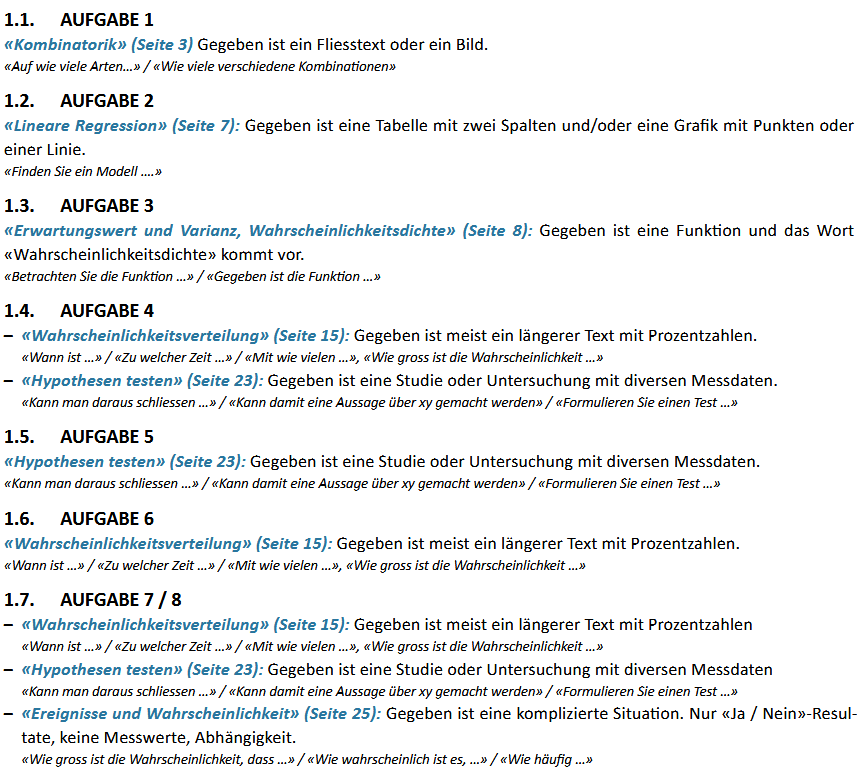 1.1. AUFGABE 1
«Kombinatorik» (Seite 3) Gegeben ist ein Fliesstext oder ein Bild.
«Auf wie viele Arten…» / «Wie viele verschiedene Kombinationen»
1.2. AUFGABE 2
«Lineare Regression» (Seite 7): Gegeben ist eine Tabelle mit zwei Spalten und/oder eine Grafik mit Punkten oder
einer Linie.
«Finden Sie ein Modell ….»
1.3. AUFGABE 3
«Erwartungswert und Varianz, Wahrscheinlichkeitsdichte» (Seite 8): Gegeben ist eine Funktion und das Wort
«Wahrscheinlichkeitsdichte» kommt vor.
«Betrachten Sie die Funktion …» / «Gegeben ist die Funktion …»
1.4. AUFGABE 4
– «Wahrscheinlichkeitsverteilung» (Seite 15): Gegeben ist meist ein längerer Text mit Prozentzahlen.
«Wann ist …» / «Zu welcher Zeit …» / «Mit wie vielen …», «Wie gross ist die Wahrscheinlichkeit …»
– «Hypothesen testen» (Seite 23): Gegeben ist eine Studie oder Untersuchung mit diversen Messdaten.
«Kann man daraus schliessen …» / «Kann damit eine Aussage über xy gemacht werden» / «Formulieren Sie einen Test …»
1.5. AUFGABE 5
«Hypothesen testen» (Seite 23): Gegeben ist eine Studie oder Untersuchung mit diversen Messdaten.
«Kann man daraus schliessen …» / «Kann damit eine Aussage über xy gemacht werden» / «Formulieren Sie einen Test …»
1.6. AUFGABE 6
«Wahrscheinlichkeitsverteilung» (Seite 15): Gegeben ist meist ein längerer Text mit Prozentzahlen.
«Wann ist …» / «Zu welcher Zeit …» / «Mit wie vielen …», «Wie gross ist die Wahrscheinlichkeit …»
1.7. AUFGABE 7 / 8
– «Wahrscheinlichkeitsverteilung» (Seite 15): Gegeben ist meist ein längerer Text mit Prozentzahlen
«Wann ist …» / «Zu welcher Zeit …» / «Mit wie vielen …», «Wie gross ist die Wahrscheinlichkeit …»
– «Hypothesen testen» (Seite 23): Gegeben ist eine Studie oder Untersuchung mit diversen Messdaten
«Kann man daraus schliessen …» / «Kann damit eine Aussage über xy gemacht werden» / «Formulieren Sie einen Test …»
– «Ereignisse und Wahrscheinlichkeit» (Seite 25): Gegeben ist eine komplizierte Situation. Nur «Ja / Nein»-Resul-
tate, keine Messwerte, Abhängigkeit.
«Wie gross ist die Wahrscheinlichkeit, dass …» / «Wie wahrscheinlich ist es, …» / «Wie häufig …»